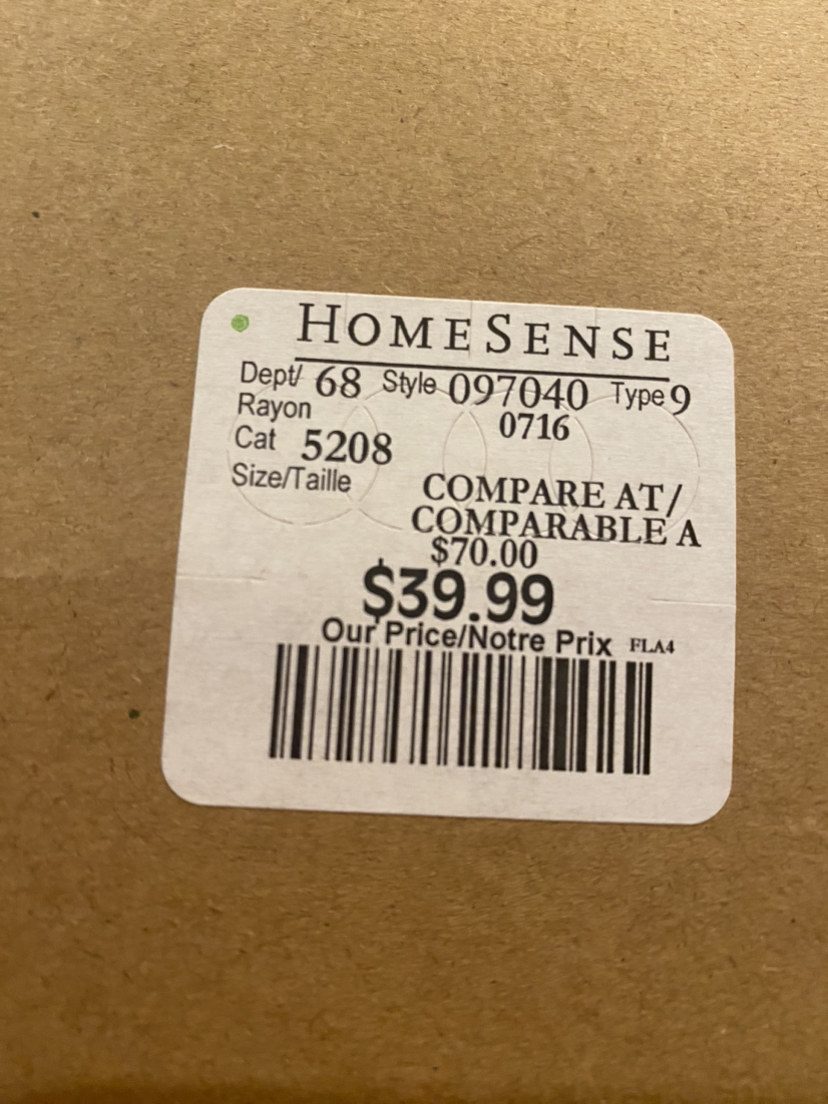 HOMESENSE
Dept/ 68 Style 097040 Type 9
Rayon 0716
Cat 5208
Size/Taille
COMPARE AT/
COMPARABLE A
$70.00
$39.99
Our Price/Notre Prix FLA4